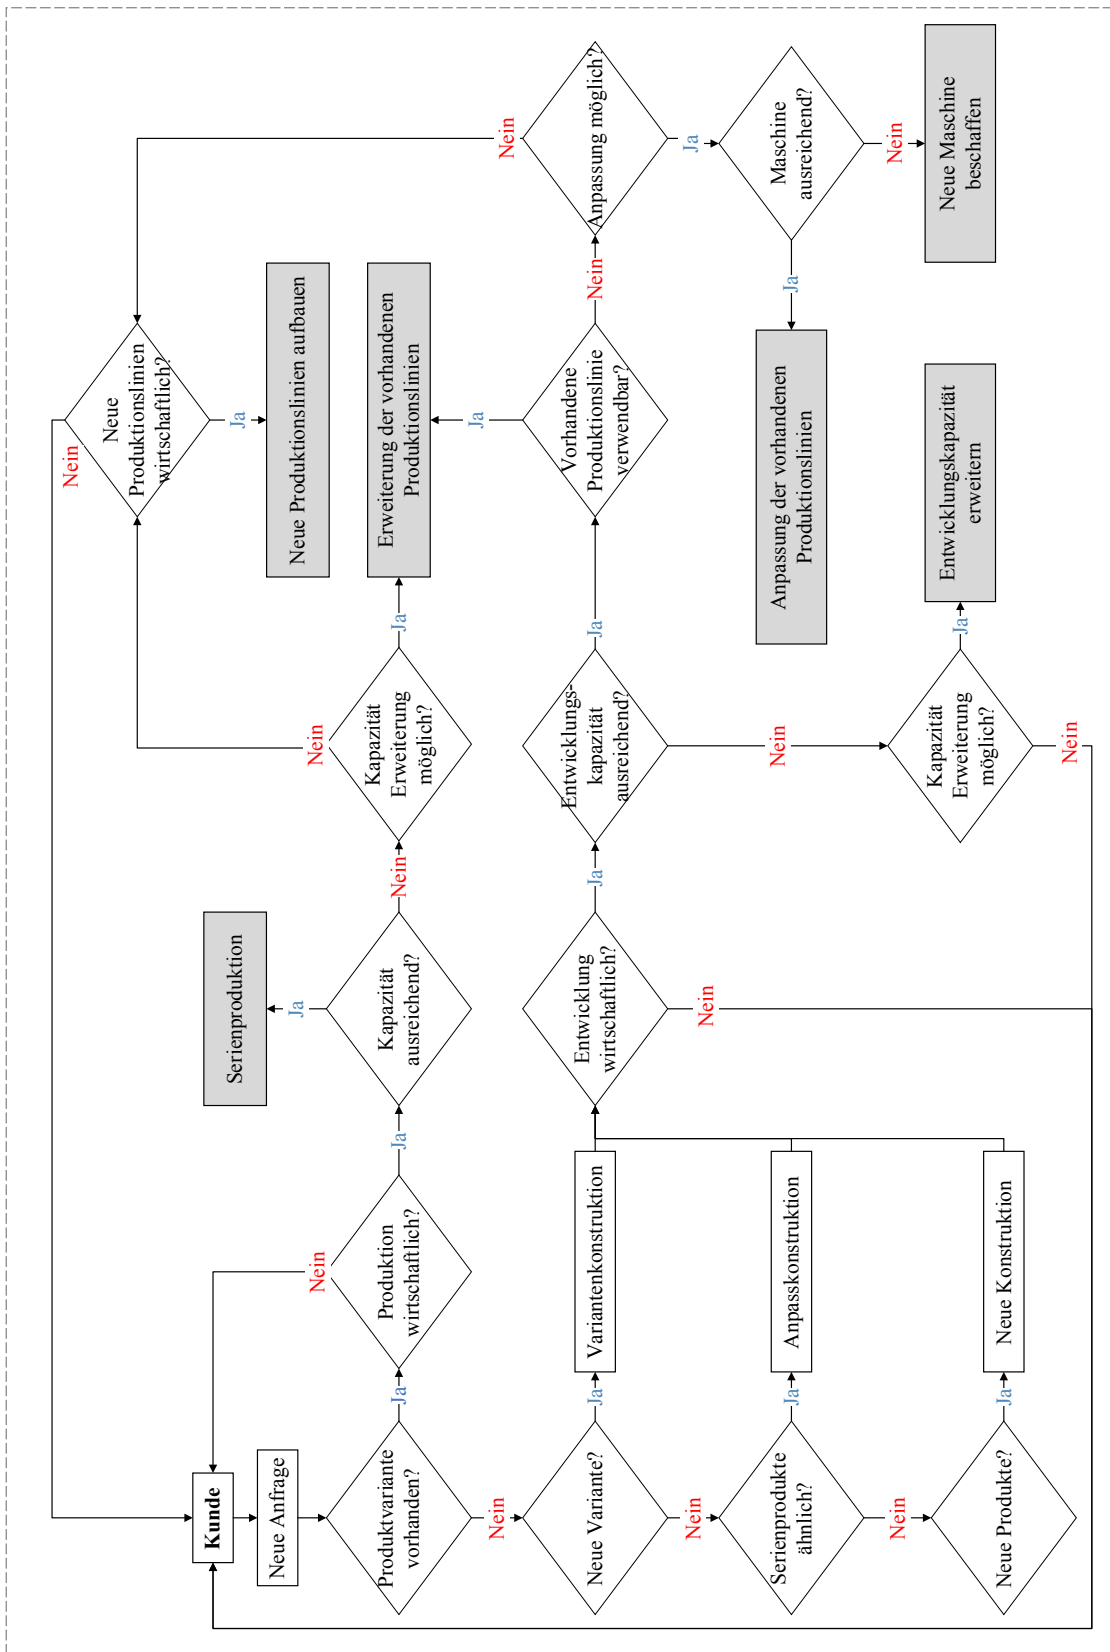 Nein
Neue
Produktionslinien
wirtschaftlich?
Kunde
Serienproduktion
Ja
Neue Anfrage
Ja
Neue Produktionslinien aufbauen
Nein
Nein
Produktvariante
vorhanden?
Ja
Produktion
wirtschaftlich?
Ja
Kapazität
ausreichend?
Nein
Kapazität
Erweiterung
möglich?
Ja
Erweiterung der vorhandenen
Produktionslinien
Nein
Ja
Nein
Neue Variante?
Ja
Variantenkonstruktion
Entwicklung
wirtschaftlich?
Ja
Entwicklungs-
kapazität
ausreichend?
Ja
Vorhandene
Produktionslinie
verwendbar?
Nein
Anpassung möglich?
Nein
Nein
Ja
Serienprodukte
ähnlich?
Ja
Anpasskonstruktion
Nein
Anpassung der vorhandenen
Produktionslinien
Ja
Maschine
ausreichend?
Nein
Nein
Neue Produkte?
Ja
Neue Konstruktion
Kapazität
Erweiterung
möglich?
Ja
Entwicklungskapazität
erweitern
Neue Maschine
beschaffen
Nein